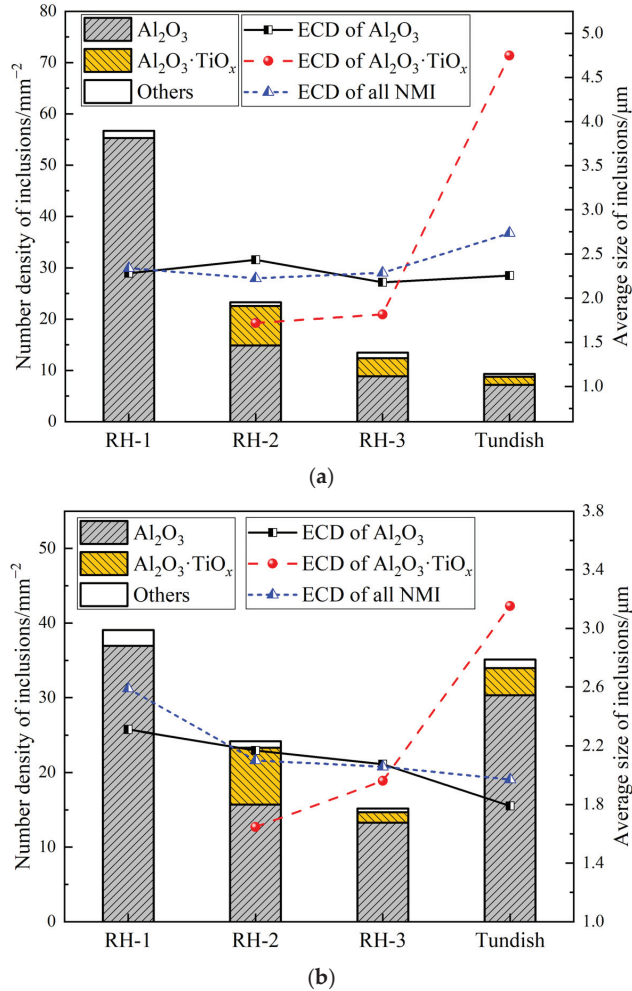 80
70
60
50
40
30
20
10
0
Number density of inclusions/mm⁻²
Al₂O₃
Al₂O₃·TiOₓ
Others
ECD of Al₂O₃
ECD of Al₂O₃·TiOₓ
ECD of all NMI
5.0
4.5
4.0
3.5
3.0
2.5
2.0
1.5
1.0
Average size of inclusions/μm
RH-1 RH-2 RH-3 Tundish
(a)
50
40
30
20
10
0
Number density of inclusions/mm⁻²
Al₂O₃
Al₂O₃·TiOₓ
Others
ECD of Al₂O₃
ECD of Al₂O₃·TiOₓ
ECD of all NMI
3.8
3.4
3.0
2.6
2.2
1.8
1.4
1.0
Average size of inclusions/μm
RH-1 RH-2 RH-3 Tundish
(b)